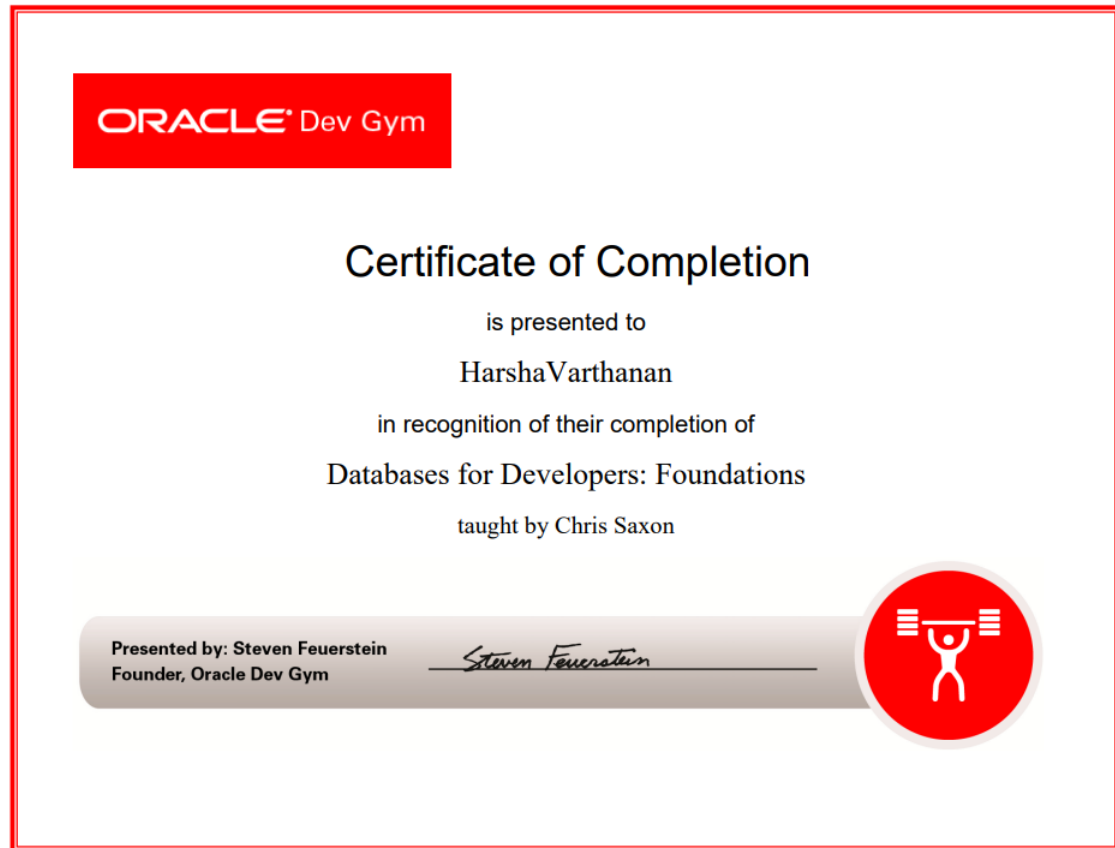 ORACLE Dev Gym
Certificate of Completion
is presented to
HarshaVarthanan
in recognition of their completion of
Databases for Developers: Foundations
taught by Chris Saxon
Presented by: Steven Feuerstein
Founder, Oracle Dev Gym
Steven Feuerstein